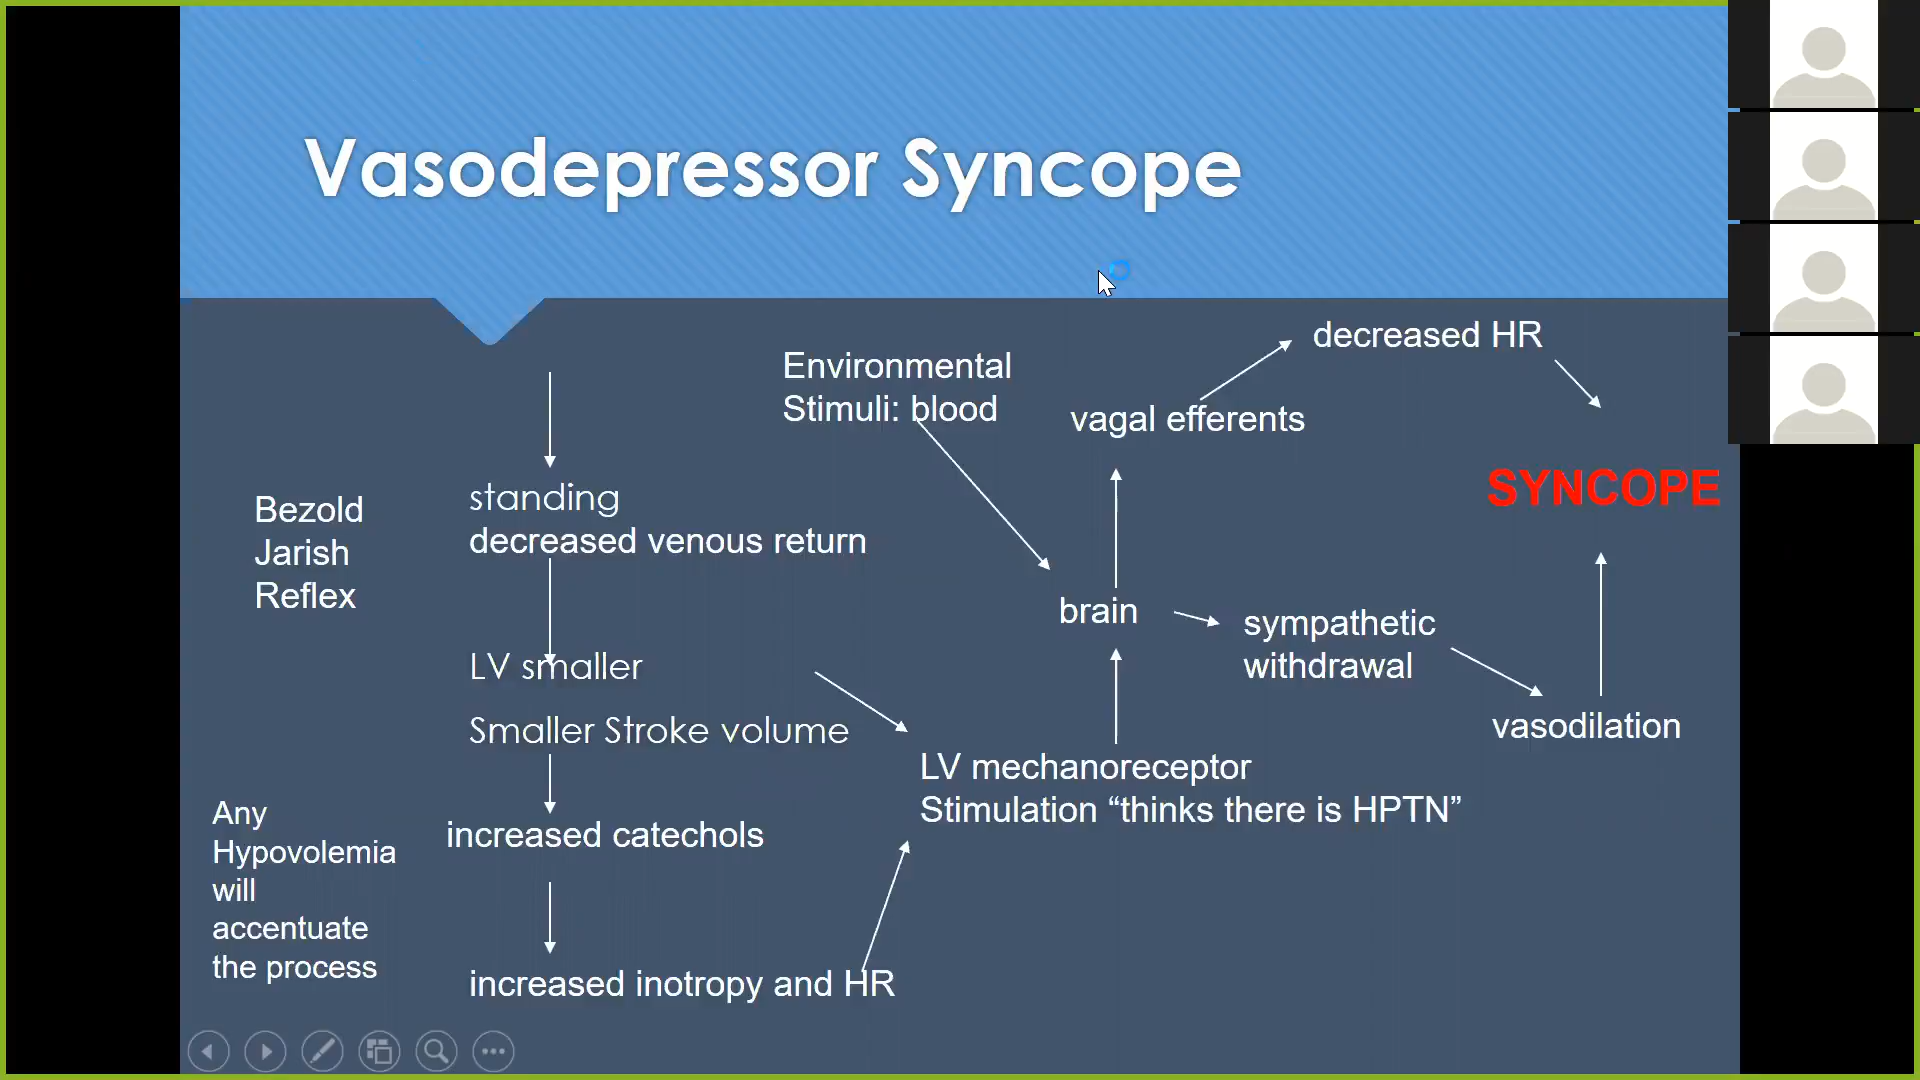 Vasodepressor Syncope
Bezold
Jarish
Reflex
Any
Hypovolemia
will
accentuate
the process
standing
decreased venous return
LV smaller
Smaller Stroke volume
increased catechols
increased inotropy and HR
Environmental
Stimuli: blood
LV mechanoreceptor
Stimulation “thinks there is HPTN”
brain
vagal efferents
decreased HR
sympathetic
withdrawal
vasodilation
SYNCOPE